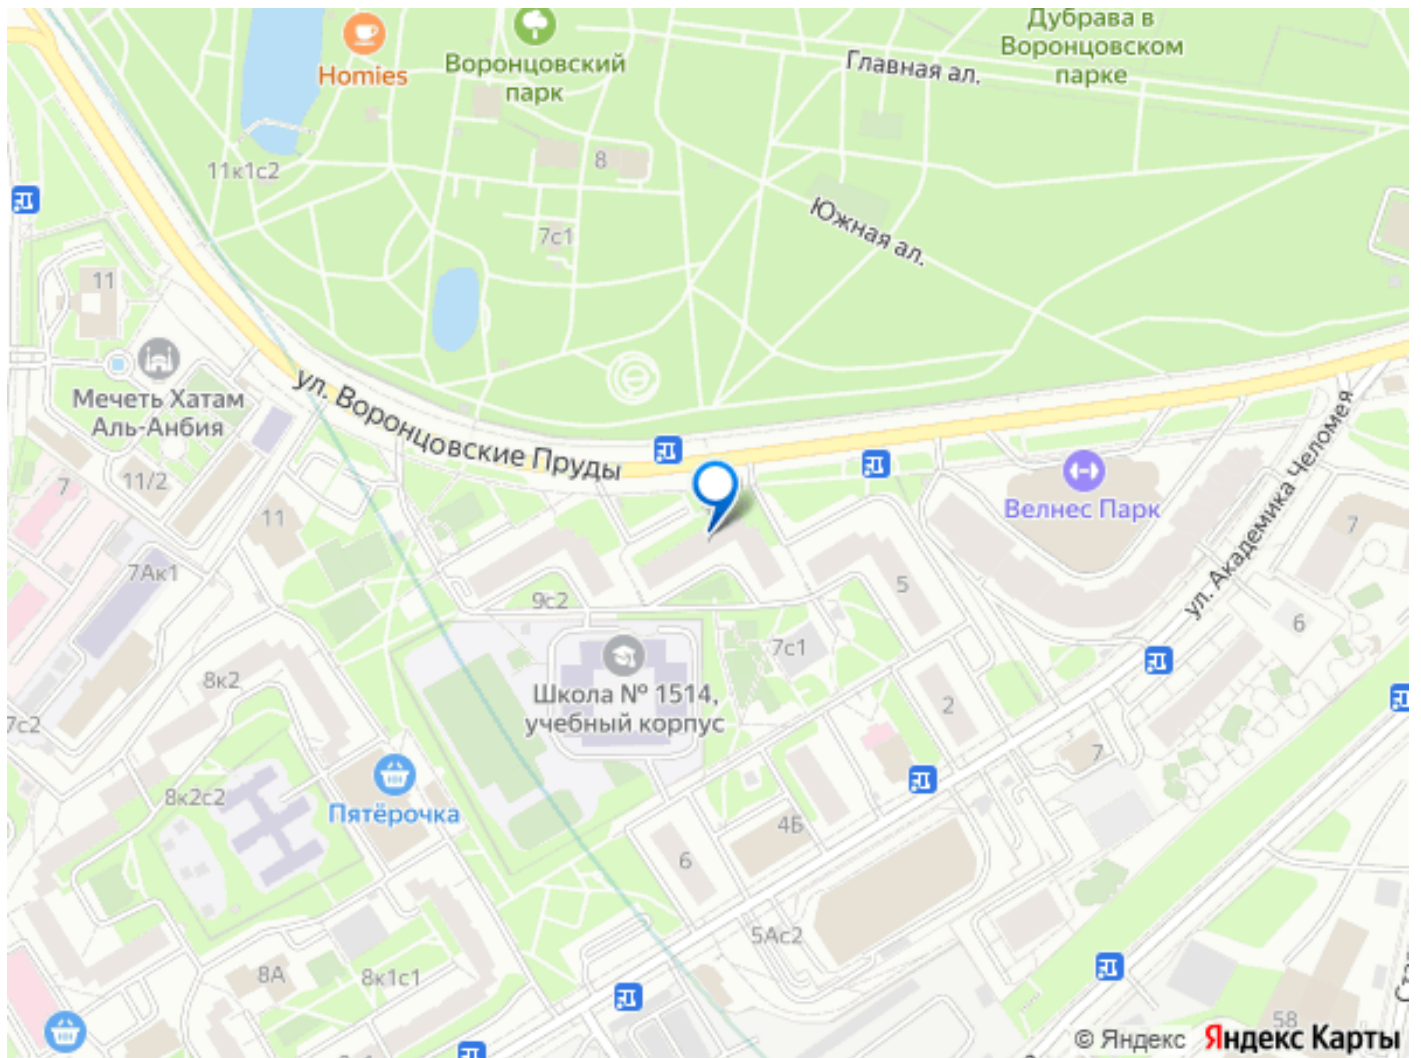 Дубрава в
Воронцовском
парке
Homies
Воронцовский
парк
Главная ал.
8
11к1с2
Южная ал.
7с1
11
Мечеть Хатам
Аль-Анбия
ул. Воронцовские Пруды
ул. Академика Челомея
Велнес Парк
11/2
7
11
7
7Ак1
5
9с2
6
7с1
8к2
Школа № 1514,
учебный корпус
2
7с2
7
8к2с2
Пятёрочка
4Б
6
5Ас2
8А
8к1с1
58
© Яндекс Яндекс Карты